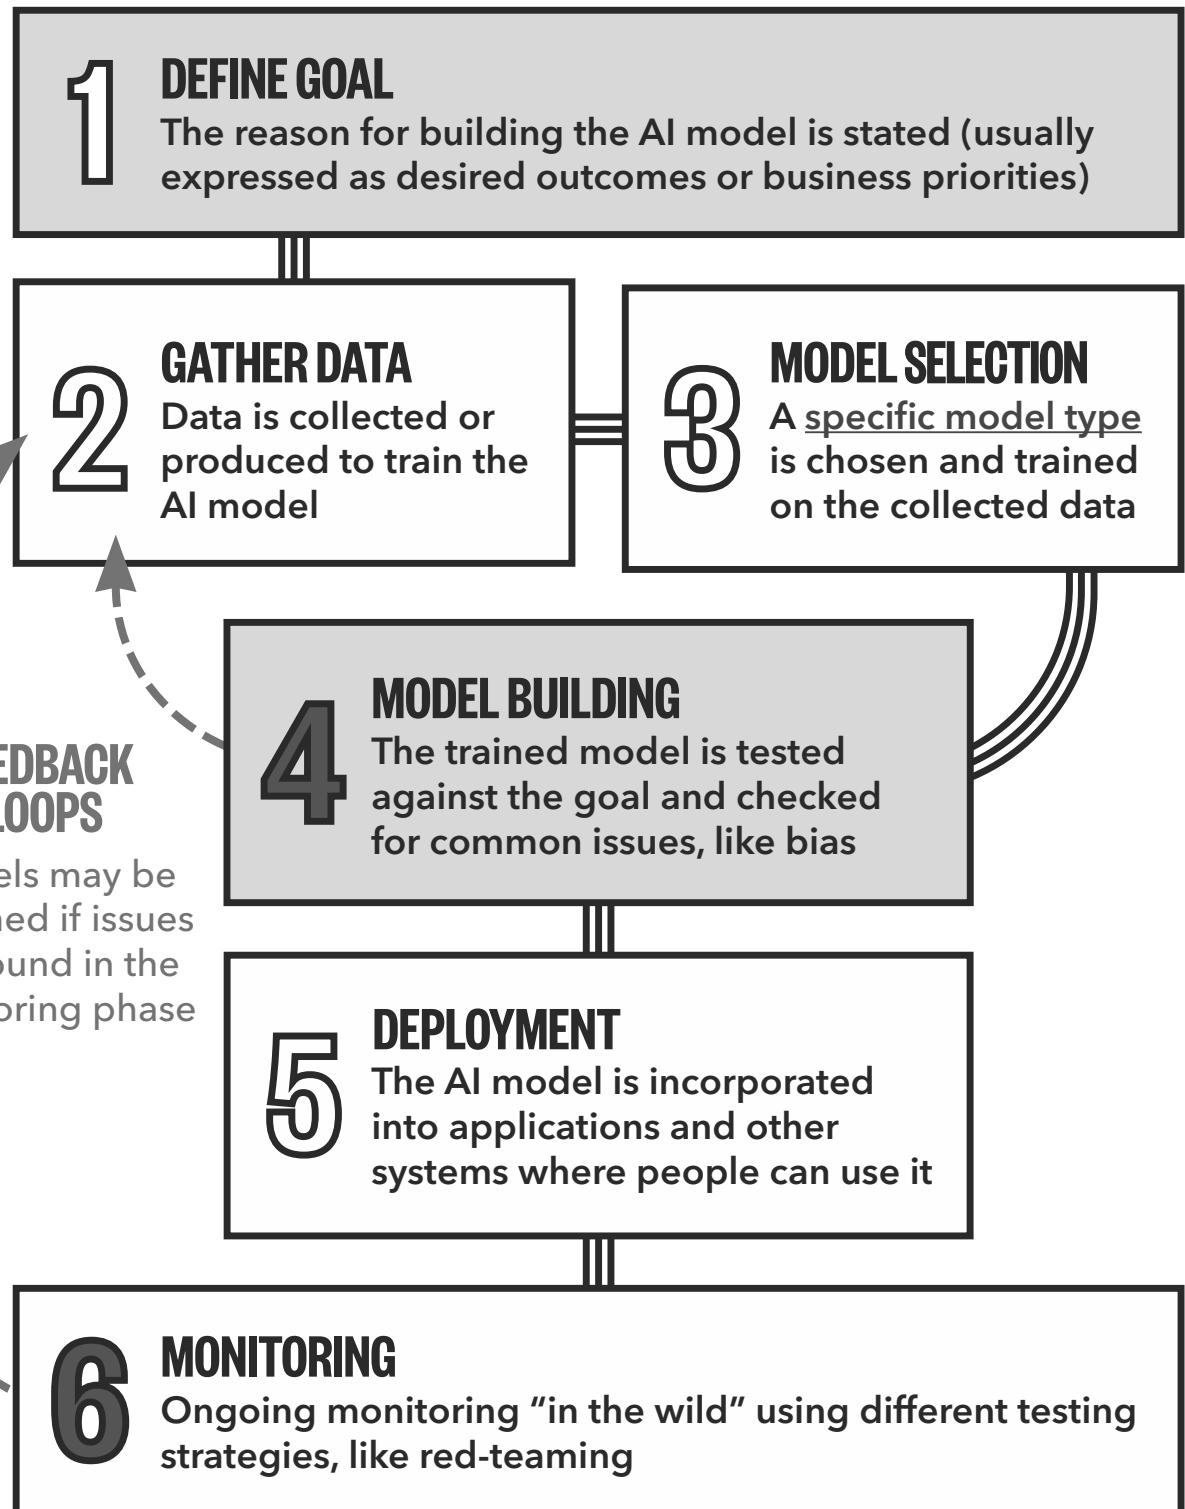 1
DEFINE GOAL
The reason for building the AI model is stated (usually
expressed as desired outcomes or business priorities)
2
GATHER DATA
Data is collected or
produced to train the
AI model
3
MODEL SELECTION
A specific model type
is chosen and trained
on the collected data
4
MODEL BUILDING
The trained model is tested
against the goal and checked
for common issues, like bias
EDBACK
LOOPS
els may be
ned if issues
ound in the
oring phase
5
DEPLOYMENT
The AI model is incorporated
into applications and other
systems where people can use it
6
MONITORING
Ongoing monitoring “in the wild” using different testing
strategies, like red-teaming